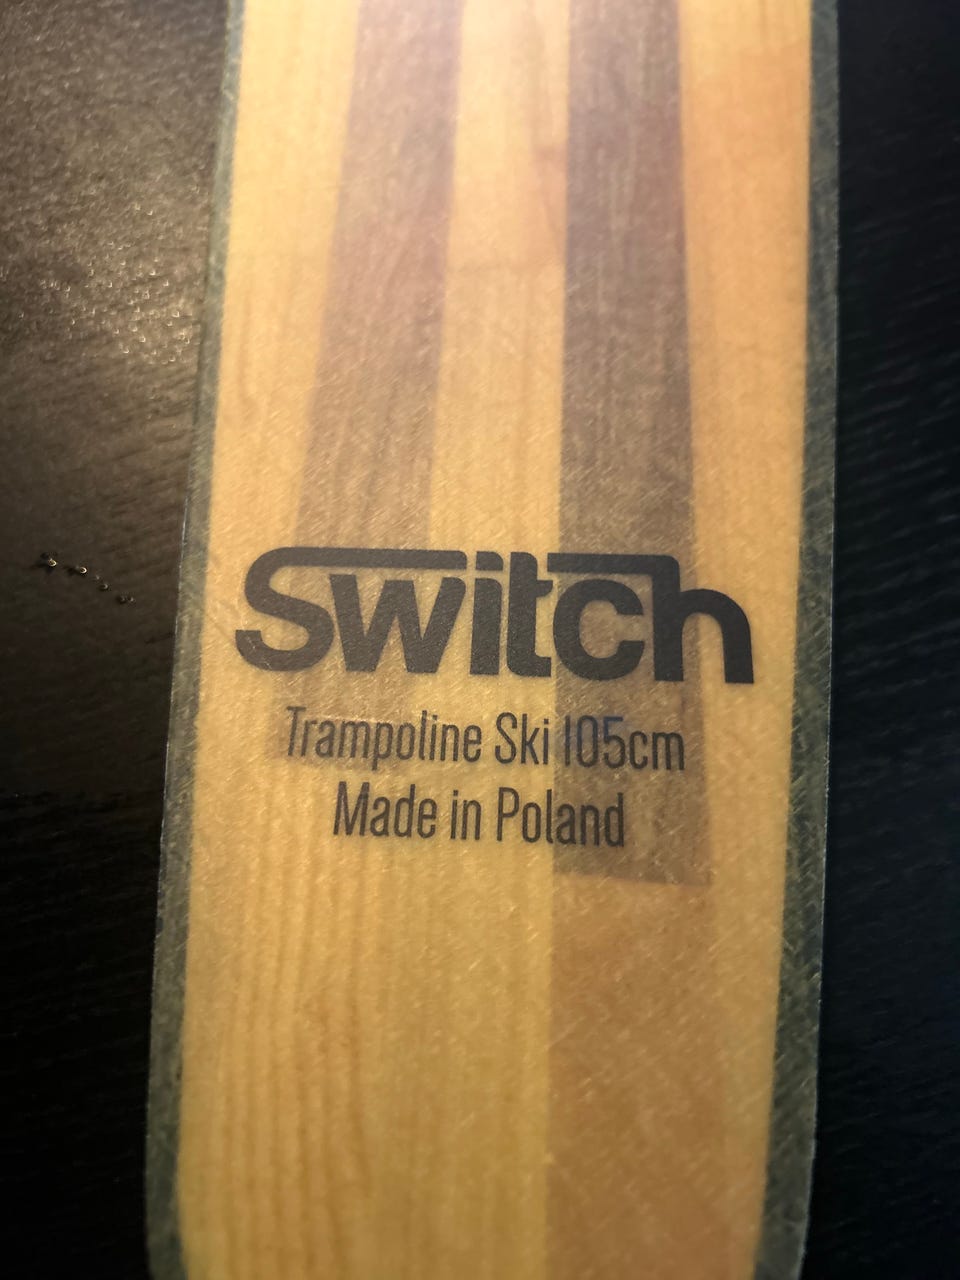 Switch
Trampoline Ski 105cm
Made in Poland